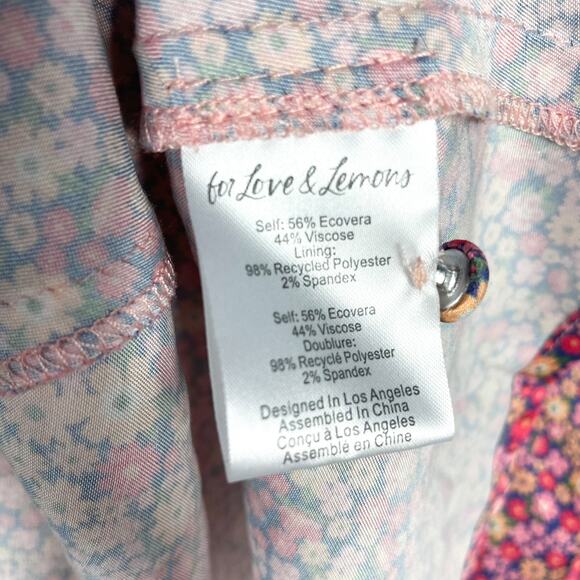 for Love & Lemons
Self: 56% Ecovera
44% Viscose
Lining:
98% Recycled Polyester
2% Spandex
Self: 56% Ecovera
44% Viscose
Doublure:
98% Recyclé Polyester
2% Spandex
Designed In Los Angeles
Assembled In China
Conçu à Los Angeles
Assemblé en Chine